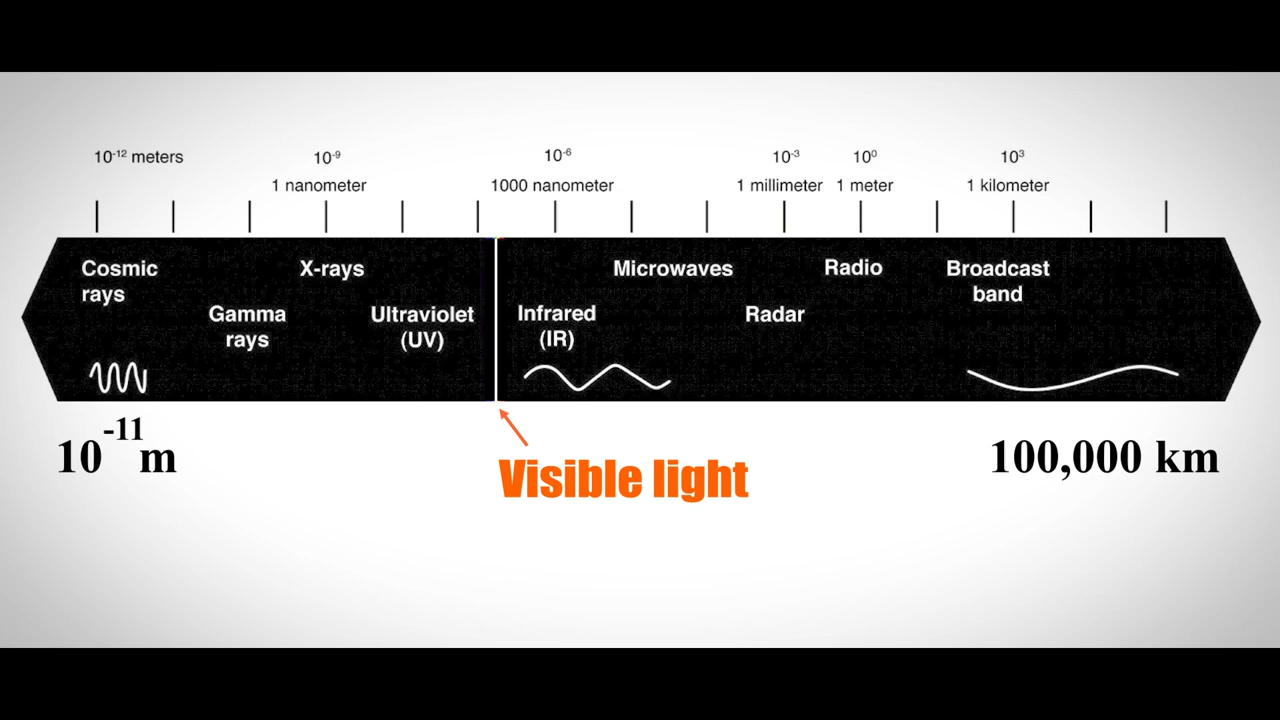 10⁻¹² meters
10⁻⁹
1 nanometer
10⁻⁶
1000 nanometer
10⁻³
1 millimeter
10⁰
1 meter
10³
1 kilometer
Cosmic
rays
Gamma
rays
X-rays
Ultraviolet
(UV)
Infrared
(IR)
Microwaves
Radar
Radio
Broadcast
band
10⁻¹¹m
Visible light
100,000 km